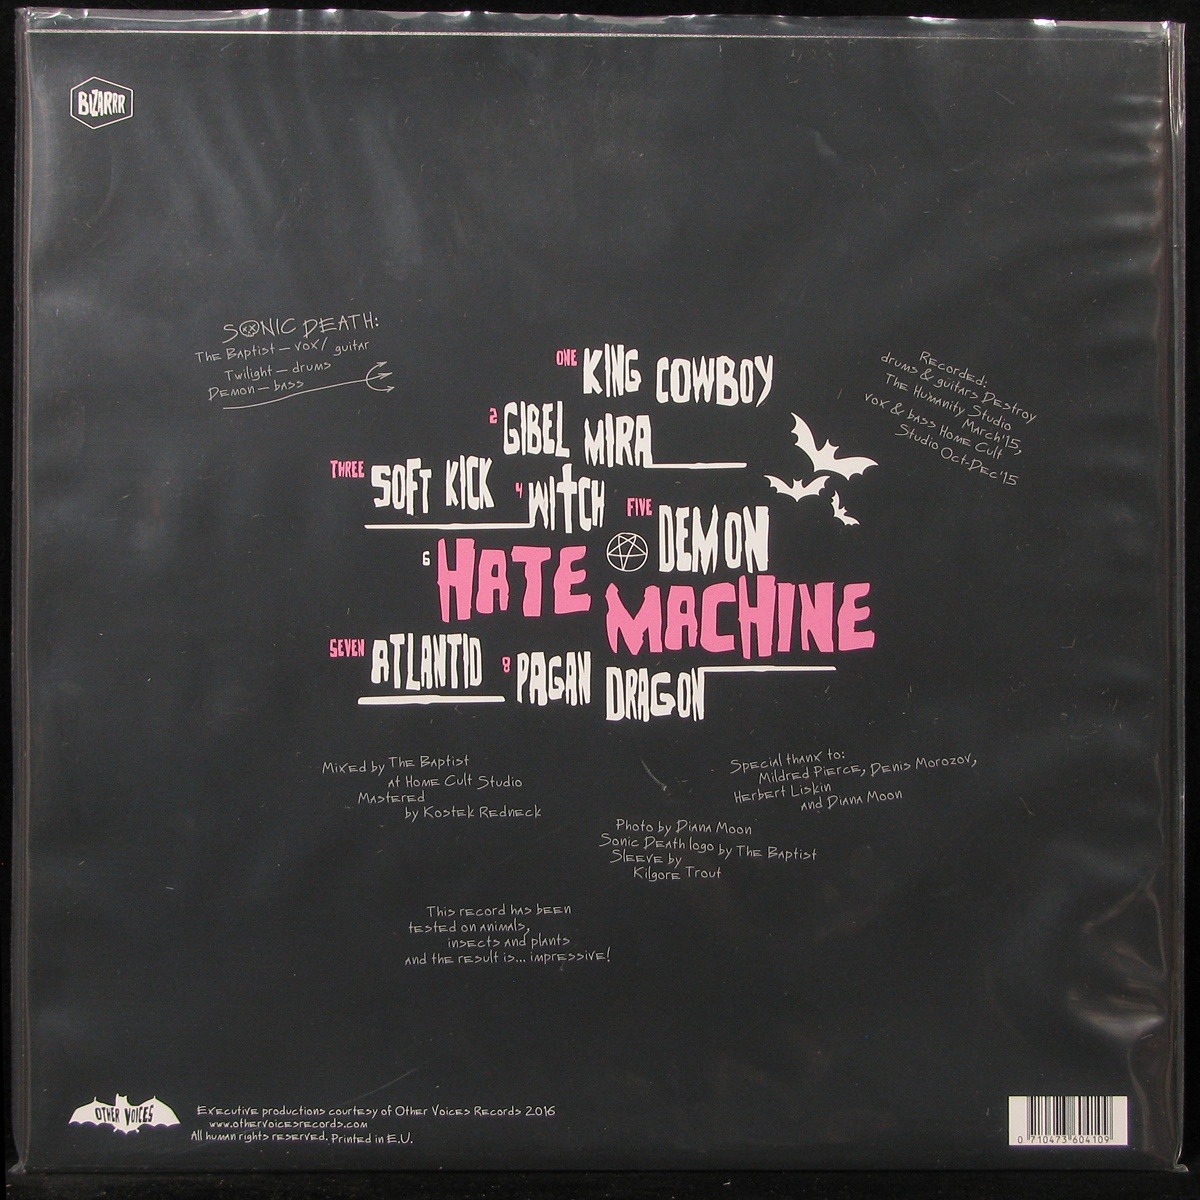 BIZARRR
SONIC DEATH:
The Baptist — vox / guitar
Twilight — drums
Demon — bass
Recorded:
drums & guitars Destroy
The Humanity Studio
March'15,
vox & bass Home Cult
Studio Oct-Dec'15
ONE KING COWBOY
2 GIBEL MIRA
THREE SOFT KICK 4 WITCH FIVE DEMON
6 HATE MACHINE
SEVEN ATLANTID 8 PAGAN DRAGON
Mixed by The Baptist
at Home Cult Studio
Mastered
by Kostek Redneck
Special thanx to:
Mildred Pierce, Denis Morozov,
Herbert Liskin
and Diana Moon
Photo by Diana Moon
Sonic Death logo by The Baptist
Sleeve by
Kilgore Trout
This record has been
tested on animals,
insects and plants
and the result is... impressive!
OTHER VOICES
Executive productions courtesy of Other Voices Records 2016
www.othervoicesrecords.com
All human rights reserved. Printed in E.U.
0 710473 604109